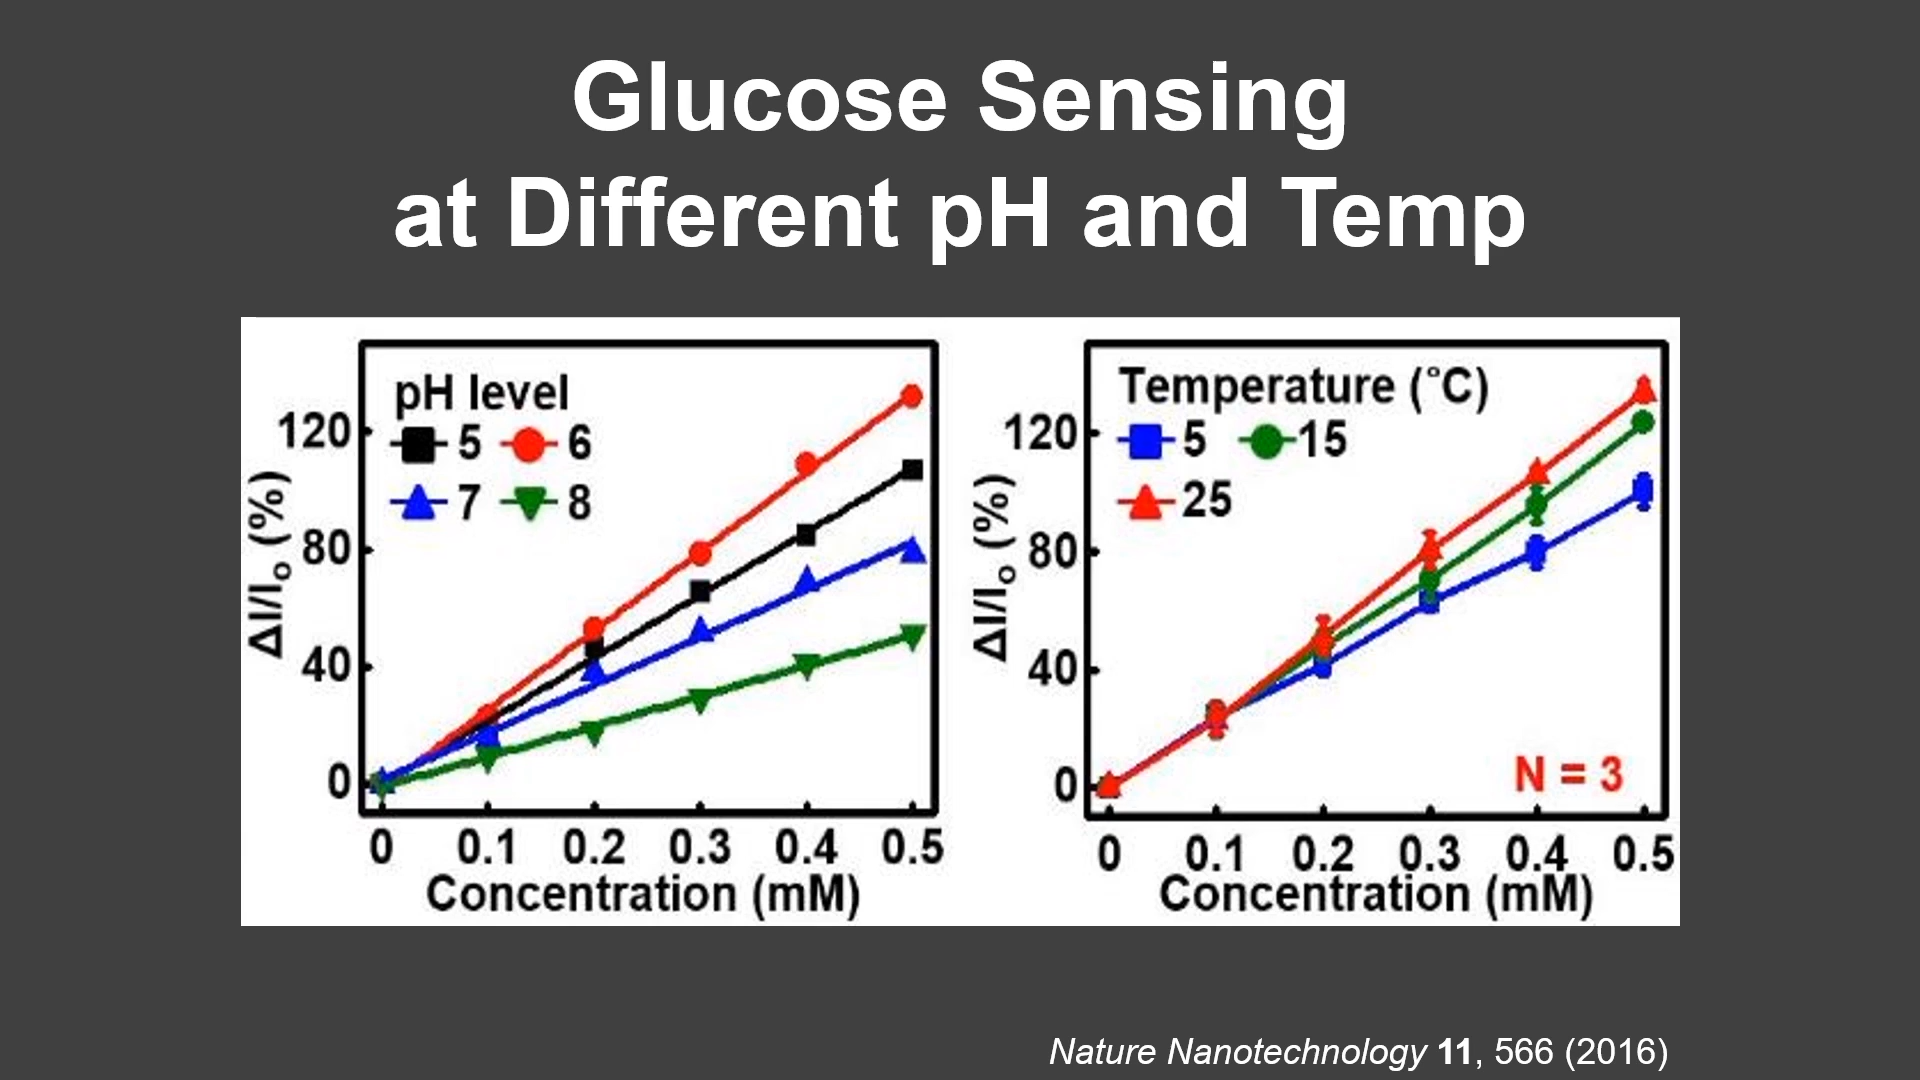 Glucose Sensing
at Different pH and Temp
pH level
5 6
7 8
120
80
40
0
ΔI/I₀ (%)
0 0.1 0.2 0.3 0.4 0.5
Concentration (mM)
Temperature (°C)
5 15
25
120
80
40
0
ΔI/I₀ (%)
N = 3
0 0.1 0.2 0.3 0.4 0.5
Concentration (mM)
Nature Nanotechnology 11, 566 (2016)